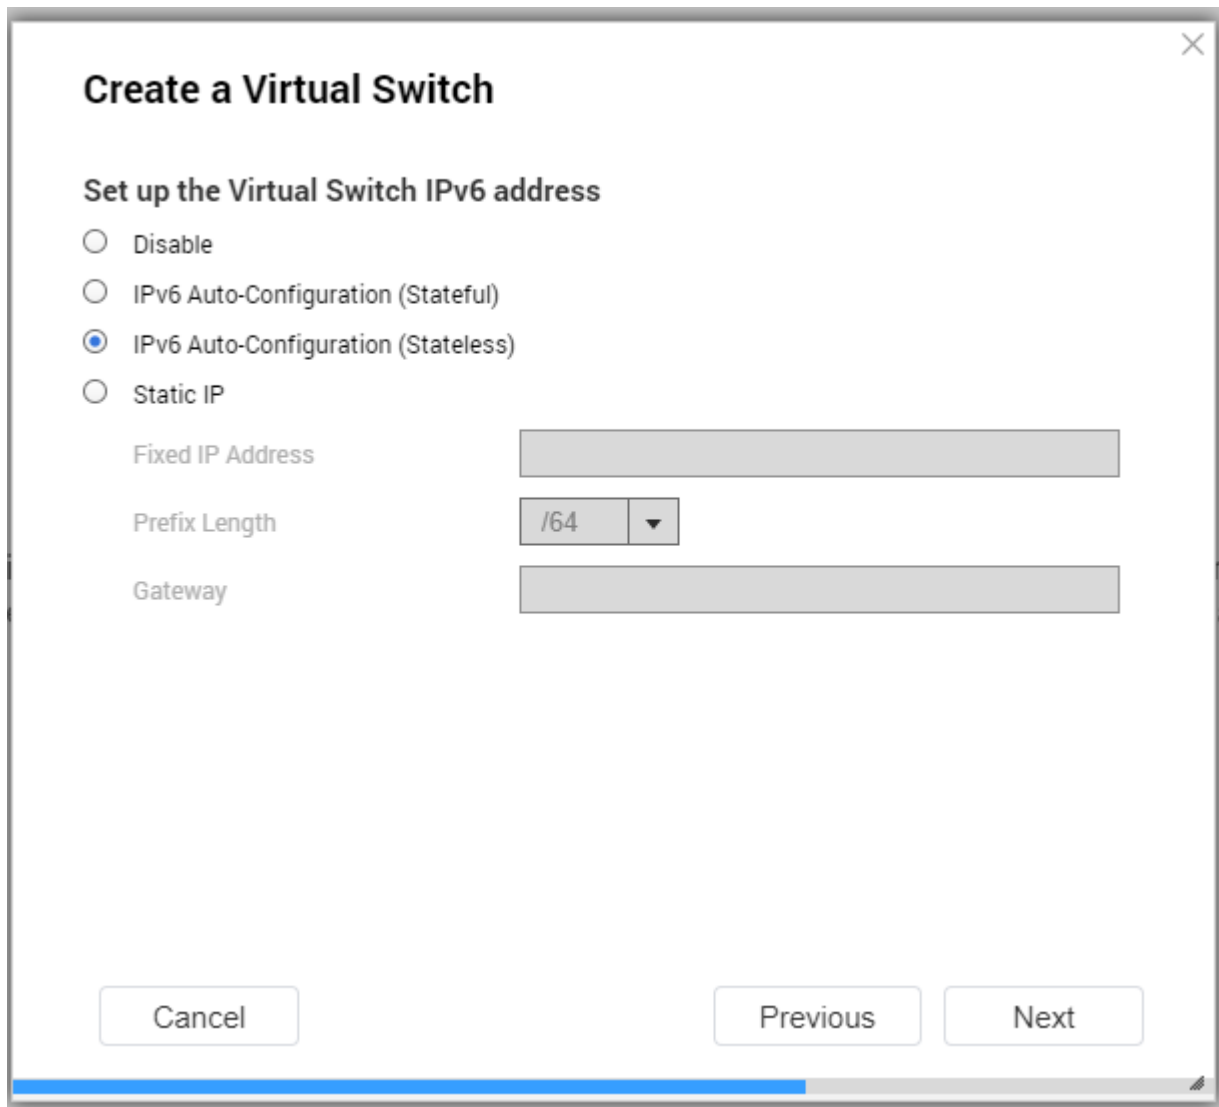 Create a Virtual Switch
Set up the Virtual Switch IPv6 address
Disable
IPv6 Auto-Configuration (Stateful)
IPv6 Auto-Configuration (Stateless)
Static IP
Fixed IP Address
Prefix Length /64
Gateway
Cancel Previous Next